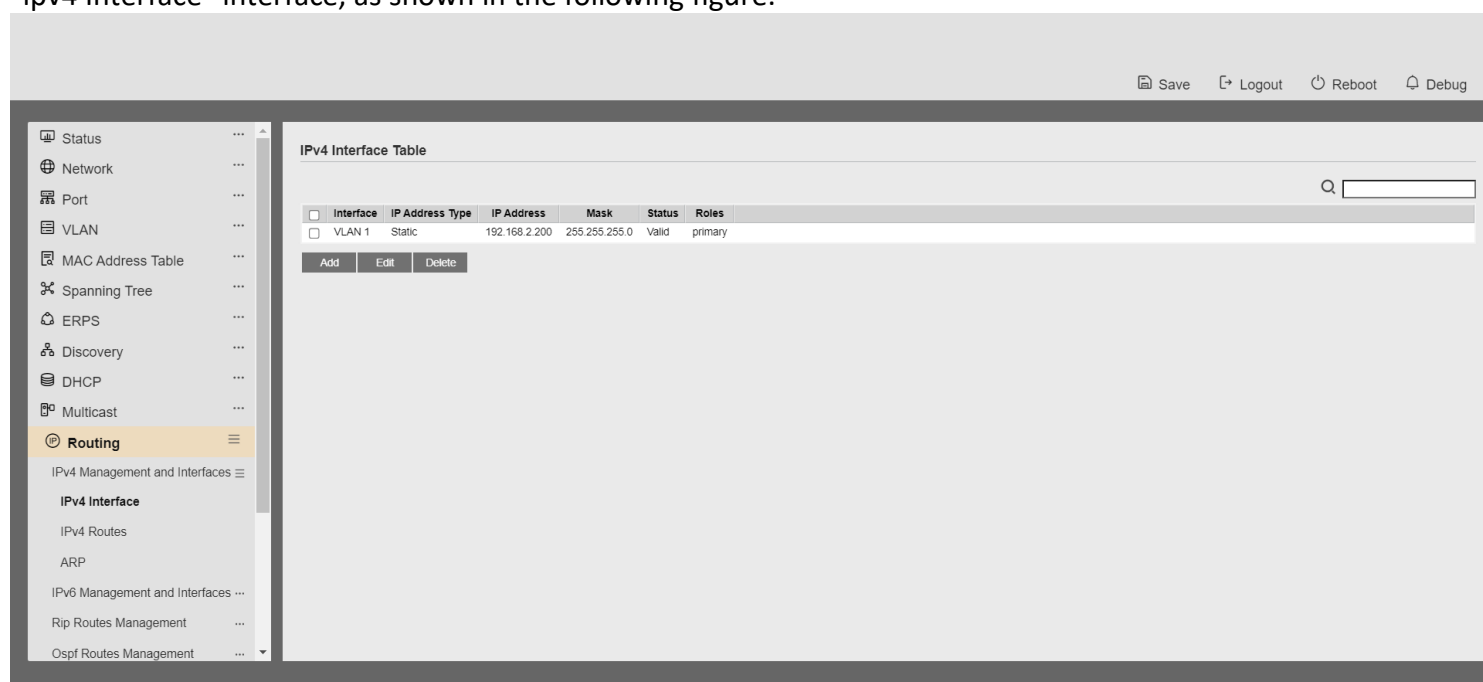 "ipv4 interface" interface, as shown in the following figure.
Save Logout Reboot Debug
Status
Network
Port
VLAN
MAC Address Table
Spanning Tree
ERPS
Discovery
DHCP
Multicast
Routing
IPv4 Management and Interfaces
IPv4 Interface
IPv4 Routes
ARP
IPv6 Management and Interfaces
Rip Routes Management
Ospf Routes Management
IPv4 Interface Table
Interface IP Address Type IP Address Mask Status Roles
VLAN 1 Static 192.168.2.200 255.255.255.0 Valid primary
Add Edit Delete